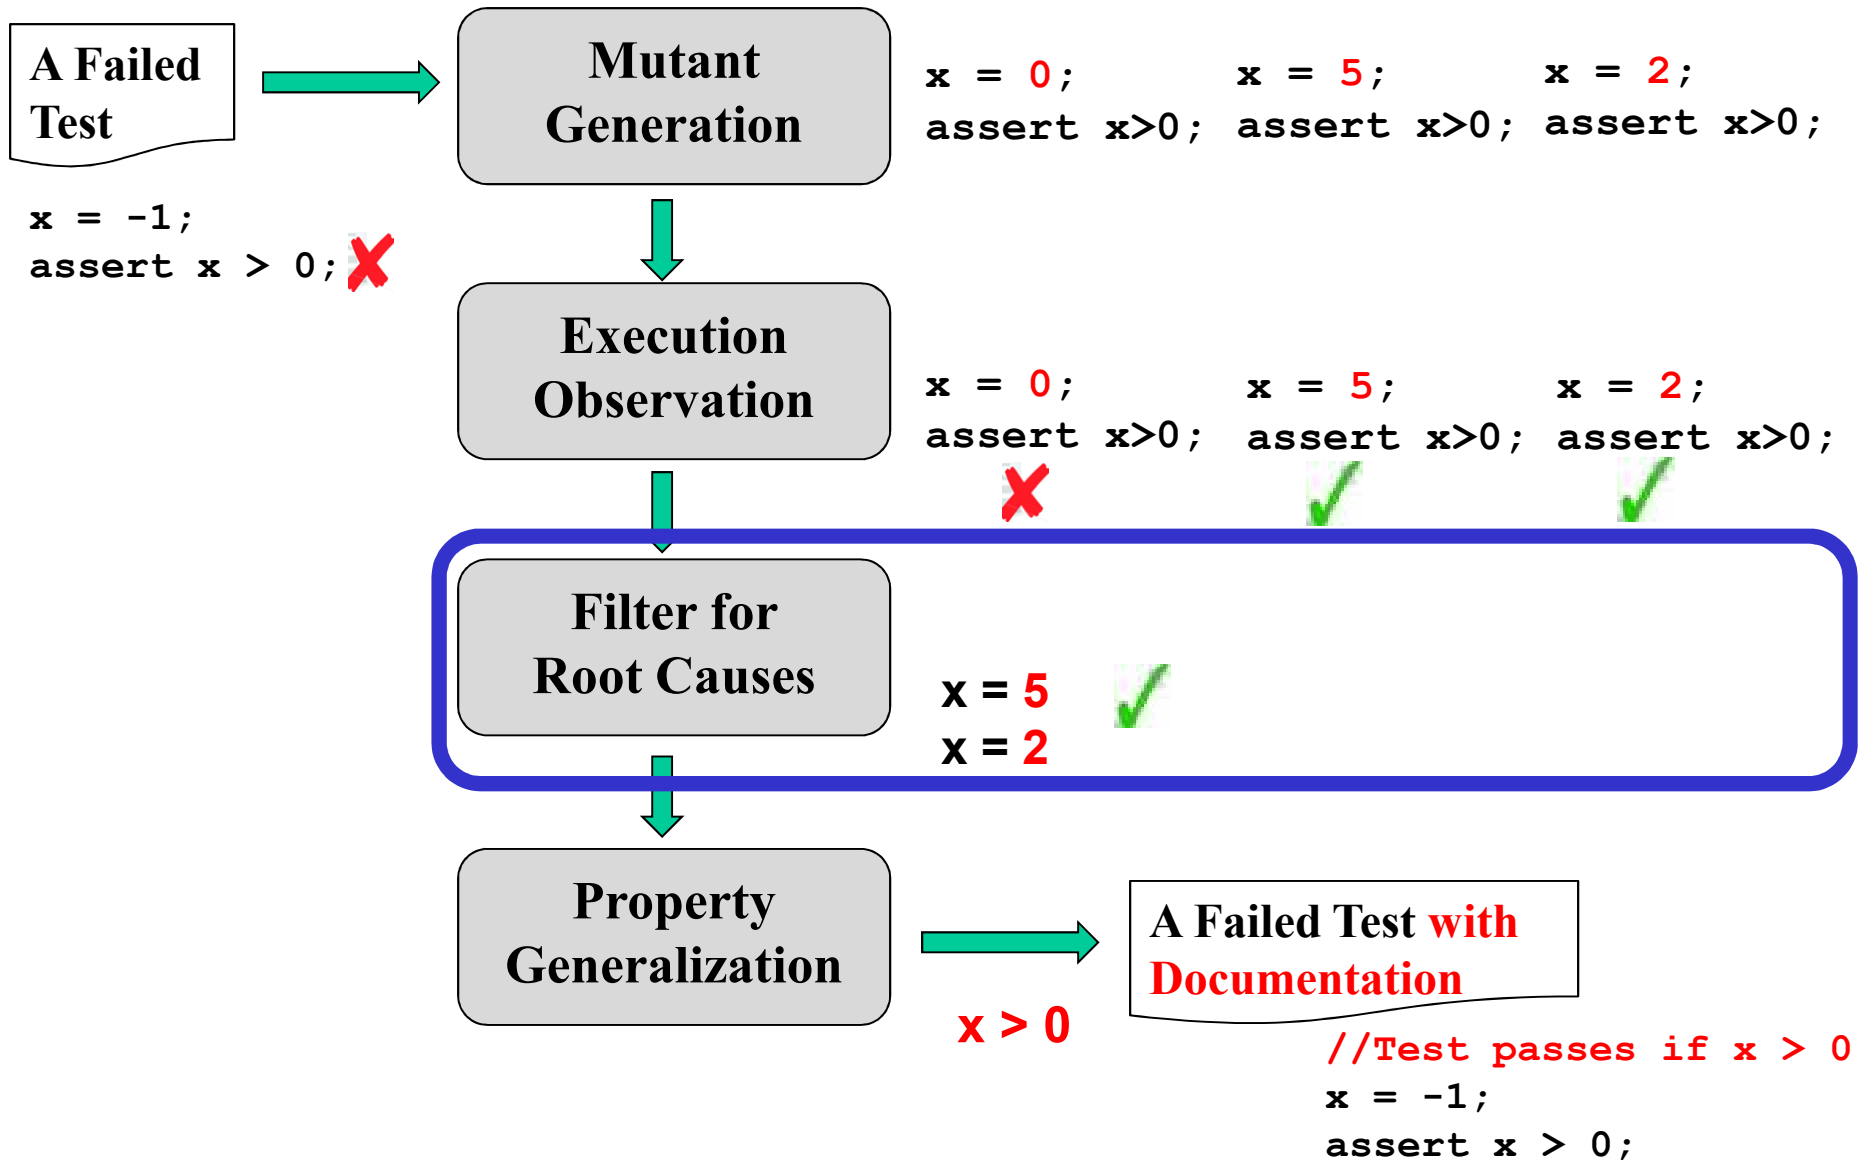 A Failed
Test
x = -1;
assert x > 0;
Mutant
Generation
x = 0;
assert x>0;
x = 5;
assert x>0;
x = 2;
assert x>0;
Execution
Observation
x = 0;
assert x>0;
x = 5;
assert x>0;
x = 2;
assert x>0;
Filter for
Root Causes
x = 5
x = 2
Property
Generalization
x > 0
A Failed Test with
Documentation
//Test passes if x > 0
x = -1;
assert x > 0;